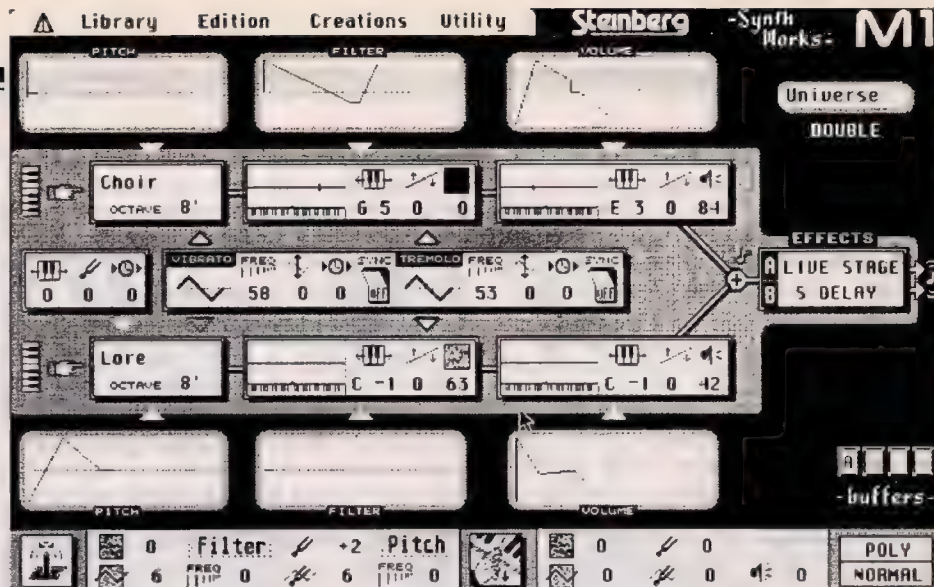 Library Edition Creations Utility Steinberg -Synth Works- M1
PITCH FILTER VOLUME
Universe
DOUBLE
Choir
OCTAVE 8'
G 5 0 0
E 3 0 84
VIBRATO FREQ SYNC TREMOLO FREQ SYNC
0 0 0
58 0 0 OFF
53 0 0 OFF
EFFECTS
A LIVE STAGE
B S DELAY
Lore
OCTAVE 8'
C -1 0 63
C -1 0 42
PITCH FILTER VOLUME
A
-buffers-
0 Filter +2 Pitch
6 FREQ 0 6 FREQ 0
0 0
0 0 0
POLY
NORMAL